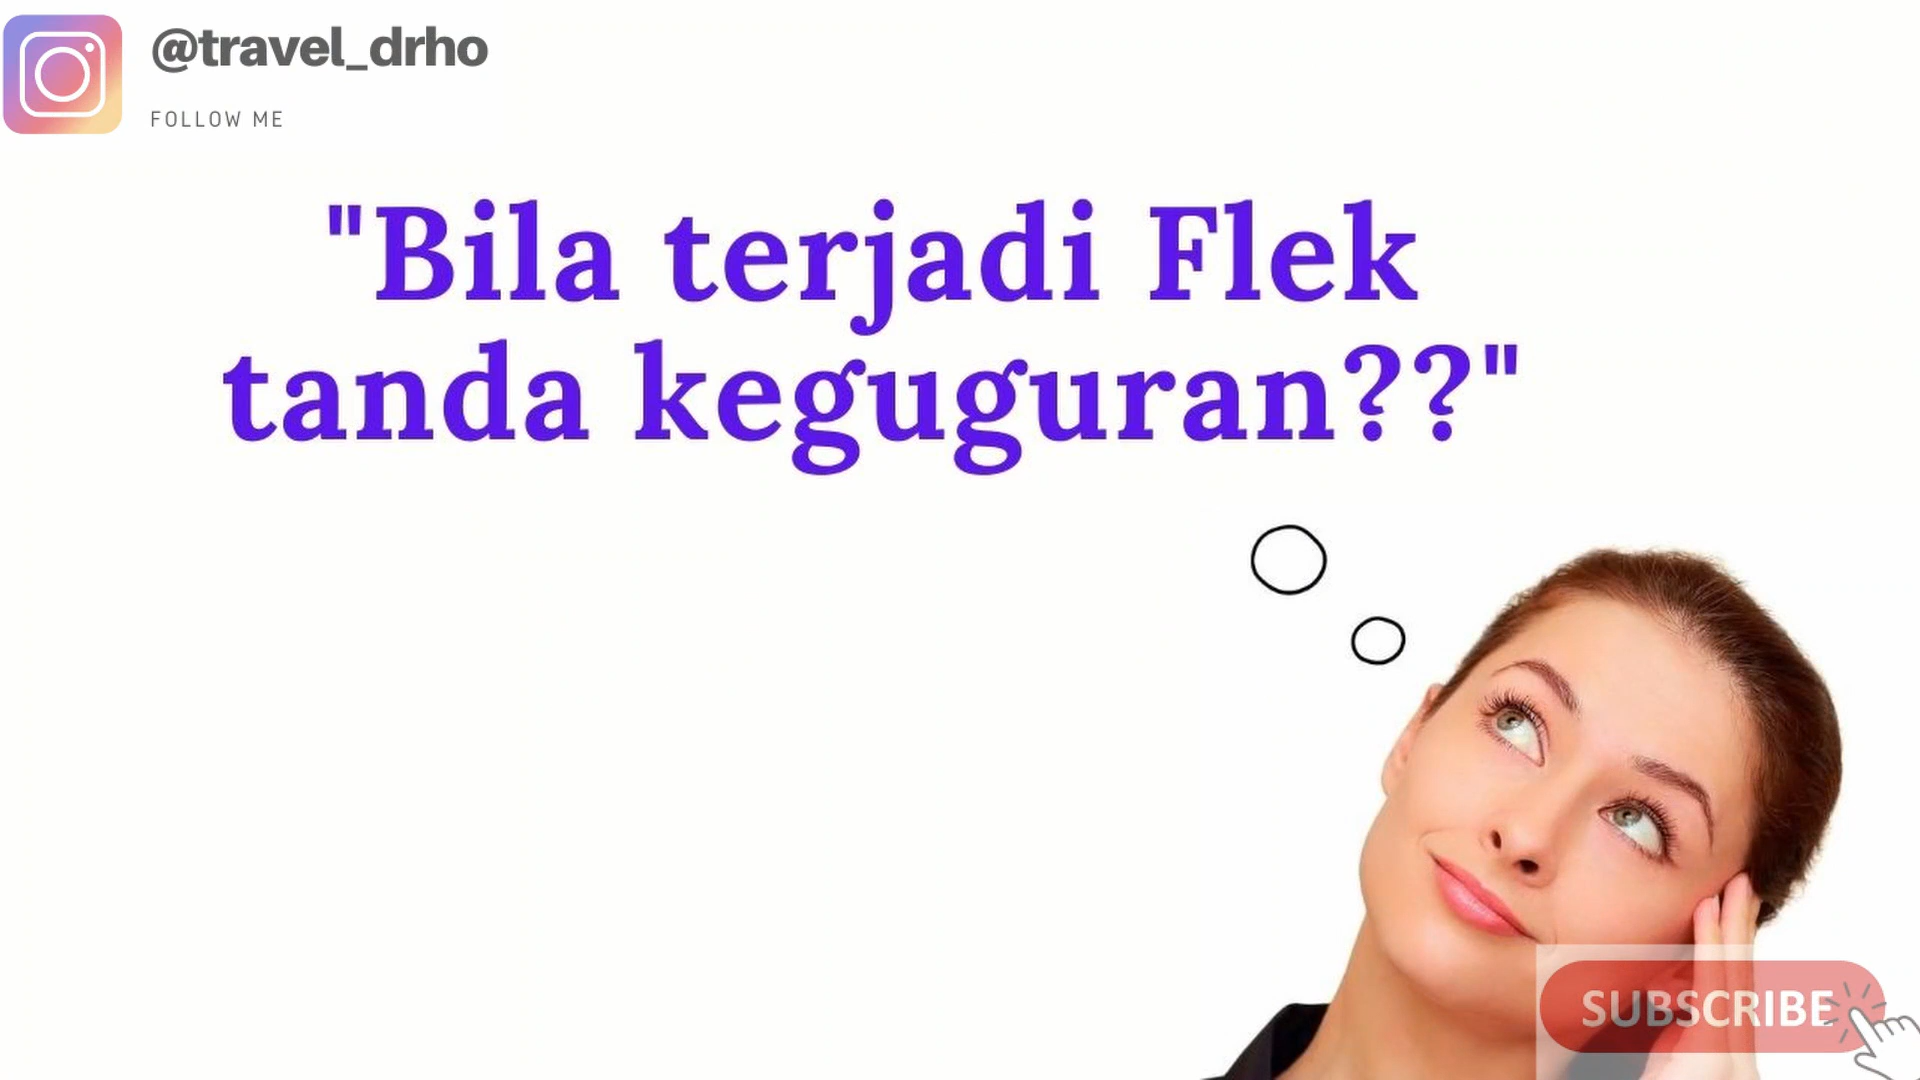 @travel_drho
FOLLOW ME
"Bila terjadi Flek
tanda keguguran??"
SUBSCRIBE